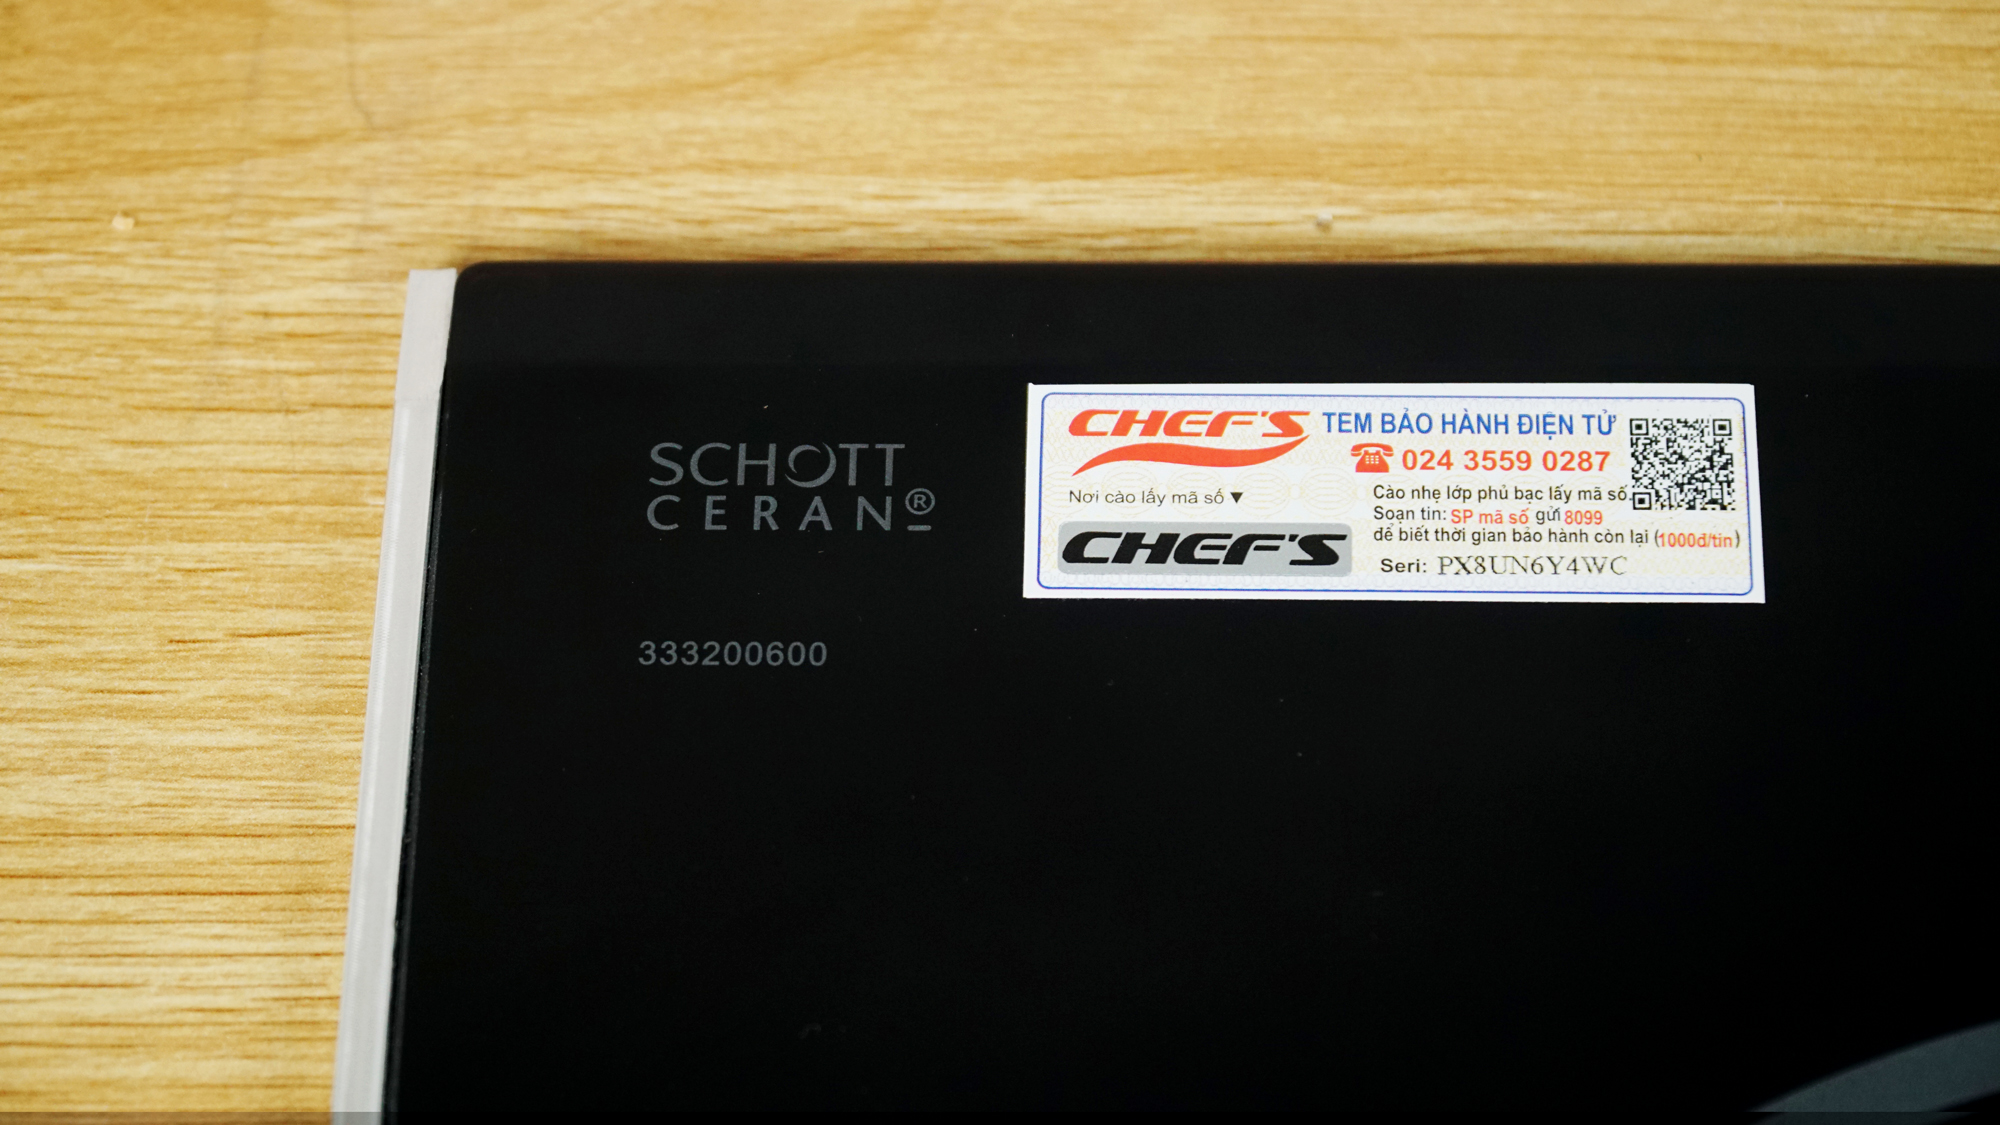 SCHOTT
CERAN®
333200600
CHEF'S
TEM BẢO HÀNH ĐIỆN TỬ
024 3559 0287
Nơi cào lấy mã số ▼
CHEF'S
Cào nhẹ lớp phủ bạc lấy mã số.
Soạn tin: SP mã số gửi 8099
để biết thời gian bảo hành còn lại (1000đ/tin)
Seri: PX8UN6Y4WC